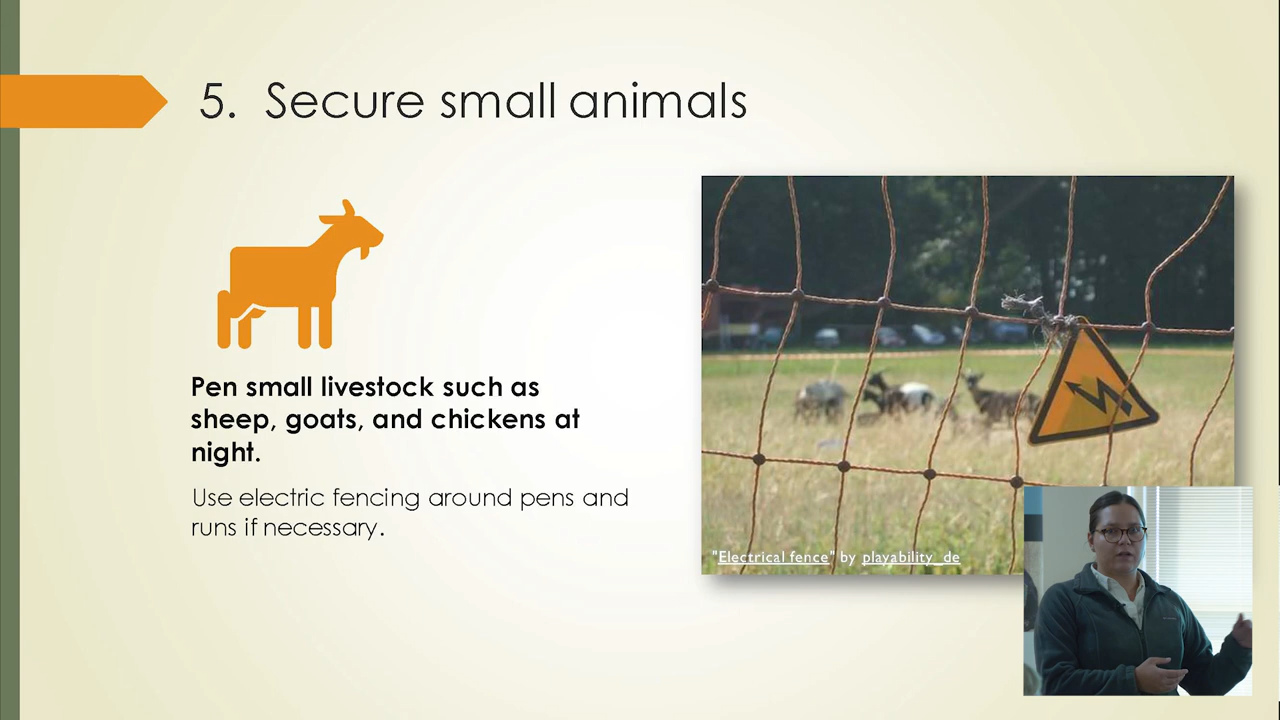 5. Secure small animals
Pen small livestock such as
sheep, goats, and chickens at
night.
Use electric fencing around pens and
runs if necessary.
"Electrical fence" by playability_de